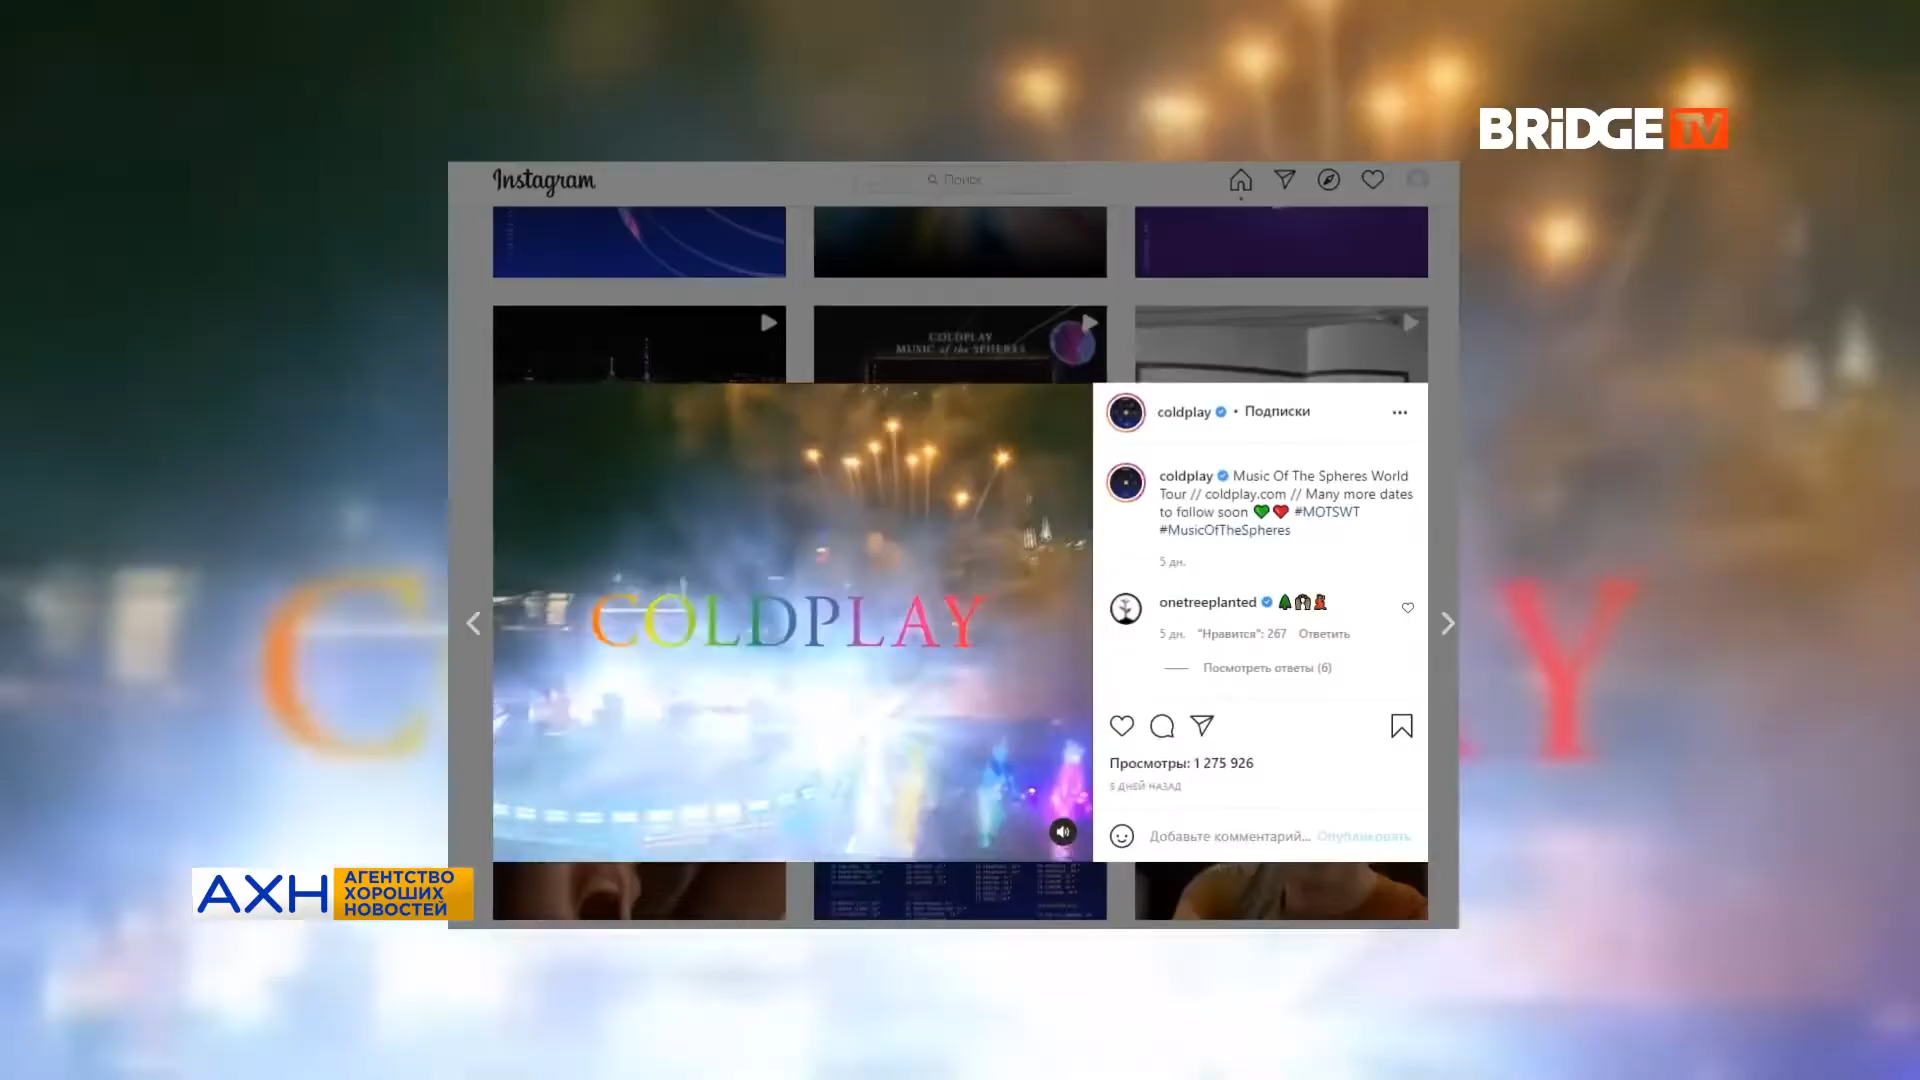 BRiDGE TV
Instagram
Поиск
COLDPLAY
MUSIC of the SPHERES
coldplay • Подписки
coldplay Music Of The Spheres World
Tour // coldplay.com // Many more dates
to follow soon 💚❤️ #MOTSWT
#MusicOfTheSpheres
5 дн.
onetreeplanted
5 дн. "Нравится": 267 Ответить
Посмотреть ответы (6)
COLDPLAY
C
Y
Просмотры: 1 275 926
5 ДНЕЙ НАЗАД
Добавьте комментарий... Опубликовать
АХН
АГЕНТСТВО
ХОРОШИХ
НОВОСТЕЙ